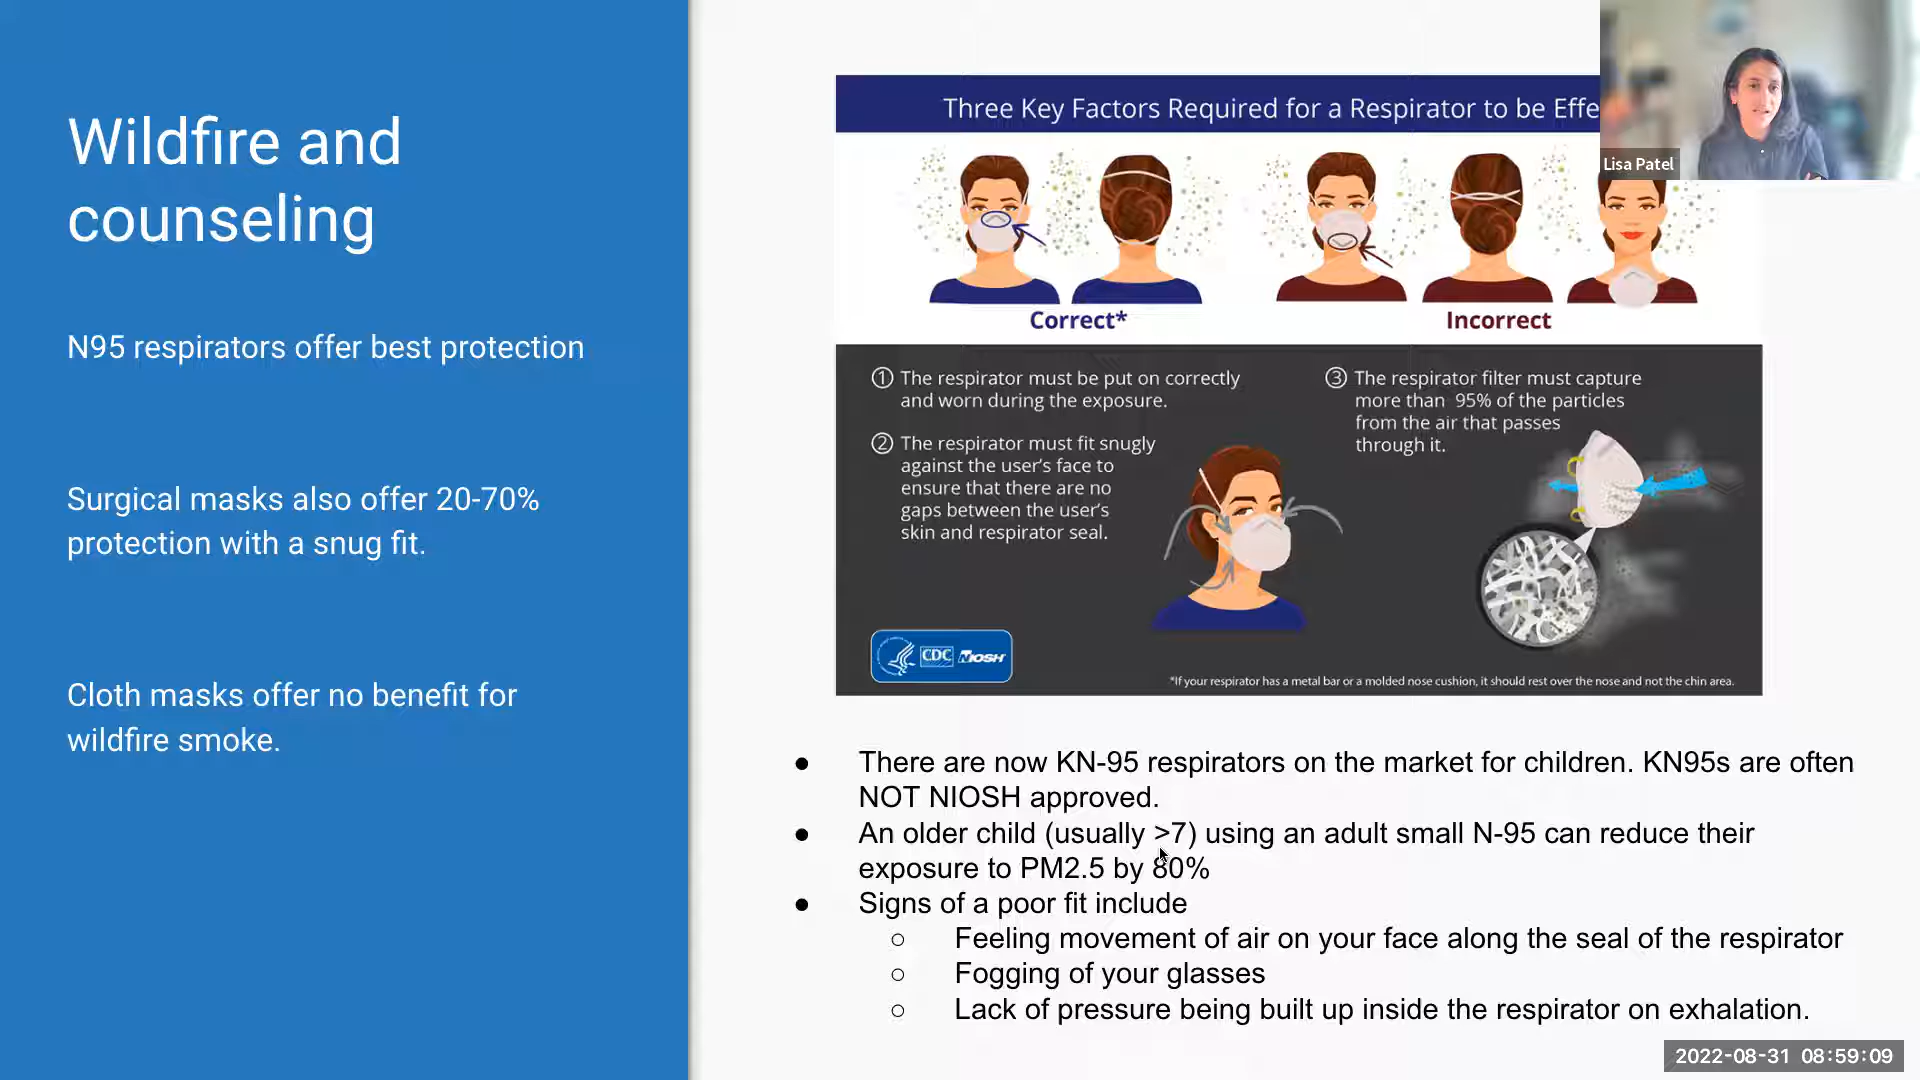 Wildfire and
counseling
N95 respirators offer best protection
Surgical masks also offer 20-70%
protection with a snug fit.
Cloth masks offer no benefit for
wildfire smoke.
Three Key Factors Required for a Respirator to be Effe
Lisa Patel
Correct*
Incorrect
① The respirator must be put on correctly
and worn during the exposure.
② The respirator must fit snugly
against the user's face to
ensure that there are no
gaps between the user's
skin and respirator seal.
③ The respirator filter must capture
more than 95% of the particles
from the air that passes
through it.
CDC NIOSH
*If your respirator has a metal bar or a molded nose cushion, it should rest over the nose and not the chin area.
● There are now KN-95 respirators on the market for children. KN95s are often
NOT NIOSH approved.
● An older child (usually >7) using an adult small N-95 can reduce their
exposure to PM2.5 by 80%
● Signs of a poor fit include
○ Feeling movement of air on your face along the seal of the respirator
○ Fogging of your glasses
○ Lack of pressure being built up inside the respirator on exhalation.
2022-08-31 08:59:09